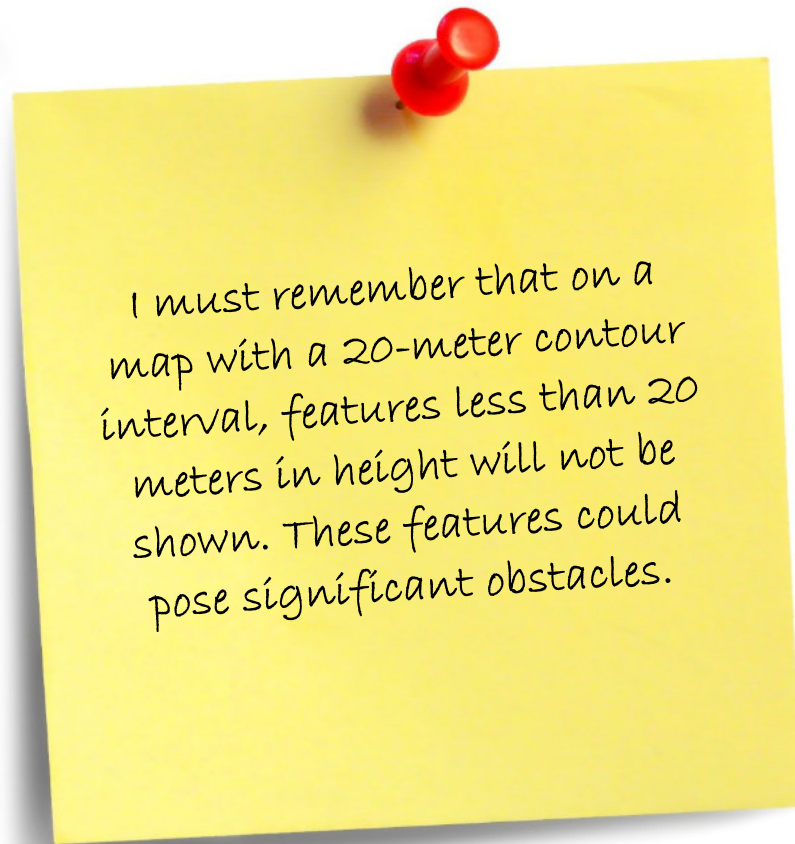 I must remember that on a
map with a 20-meter contour
interval, features less than 20
meters in height will not be
shown. These features could
pose significant obstacles.